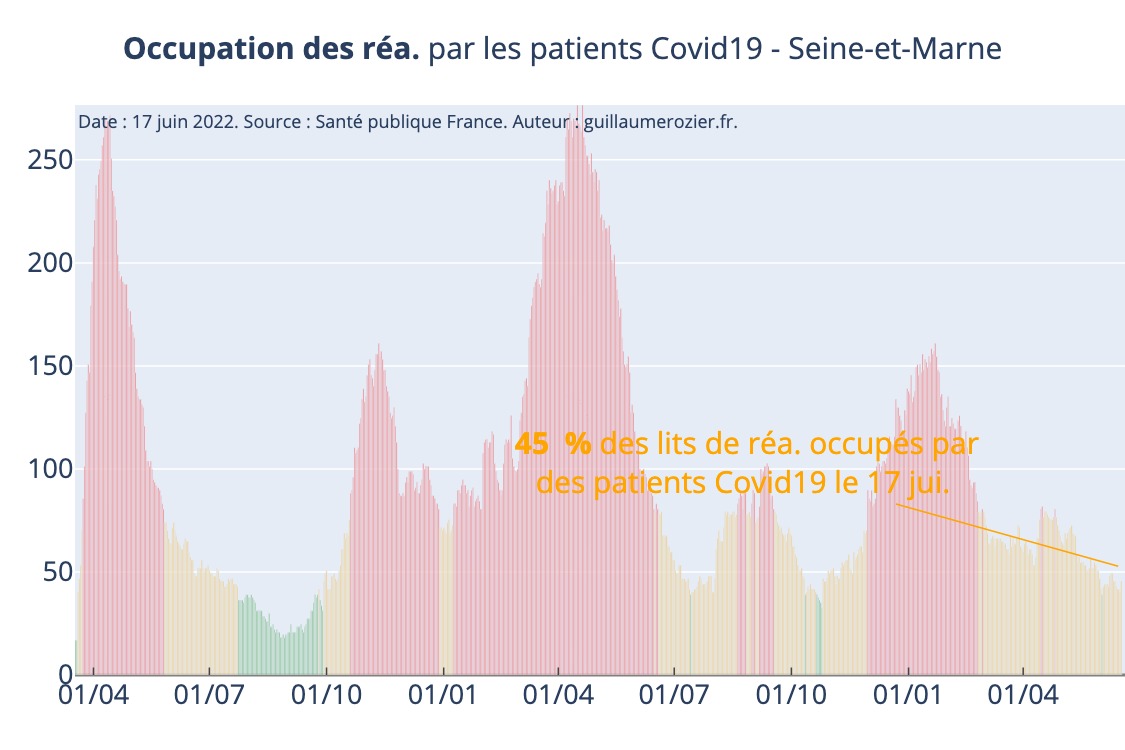 Occupation des réa. par les patients Covid19 - Seine-et-Marne
Date : 17 juin 2022. Source : Santé publique France. Auteur : guillaumerozier.fr.
250
200
150
100
50
0
45 % des lits de réa. occupés par
des patients Covid19 le 17 jui.
01/04 01/07 01/10 01/01 01/04 01/07 01/10 01/01 01/04